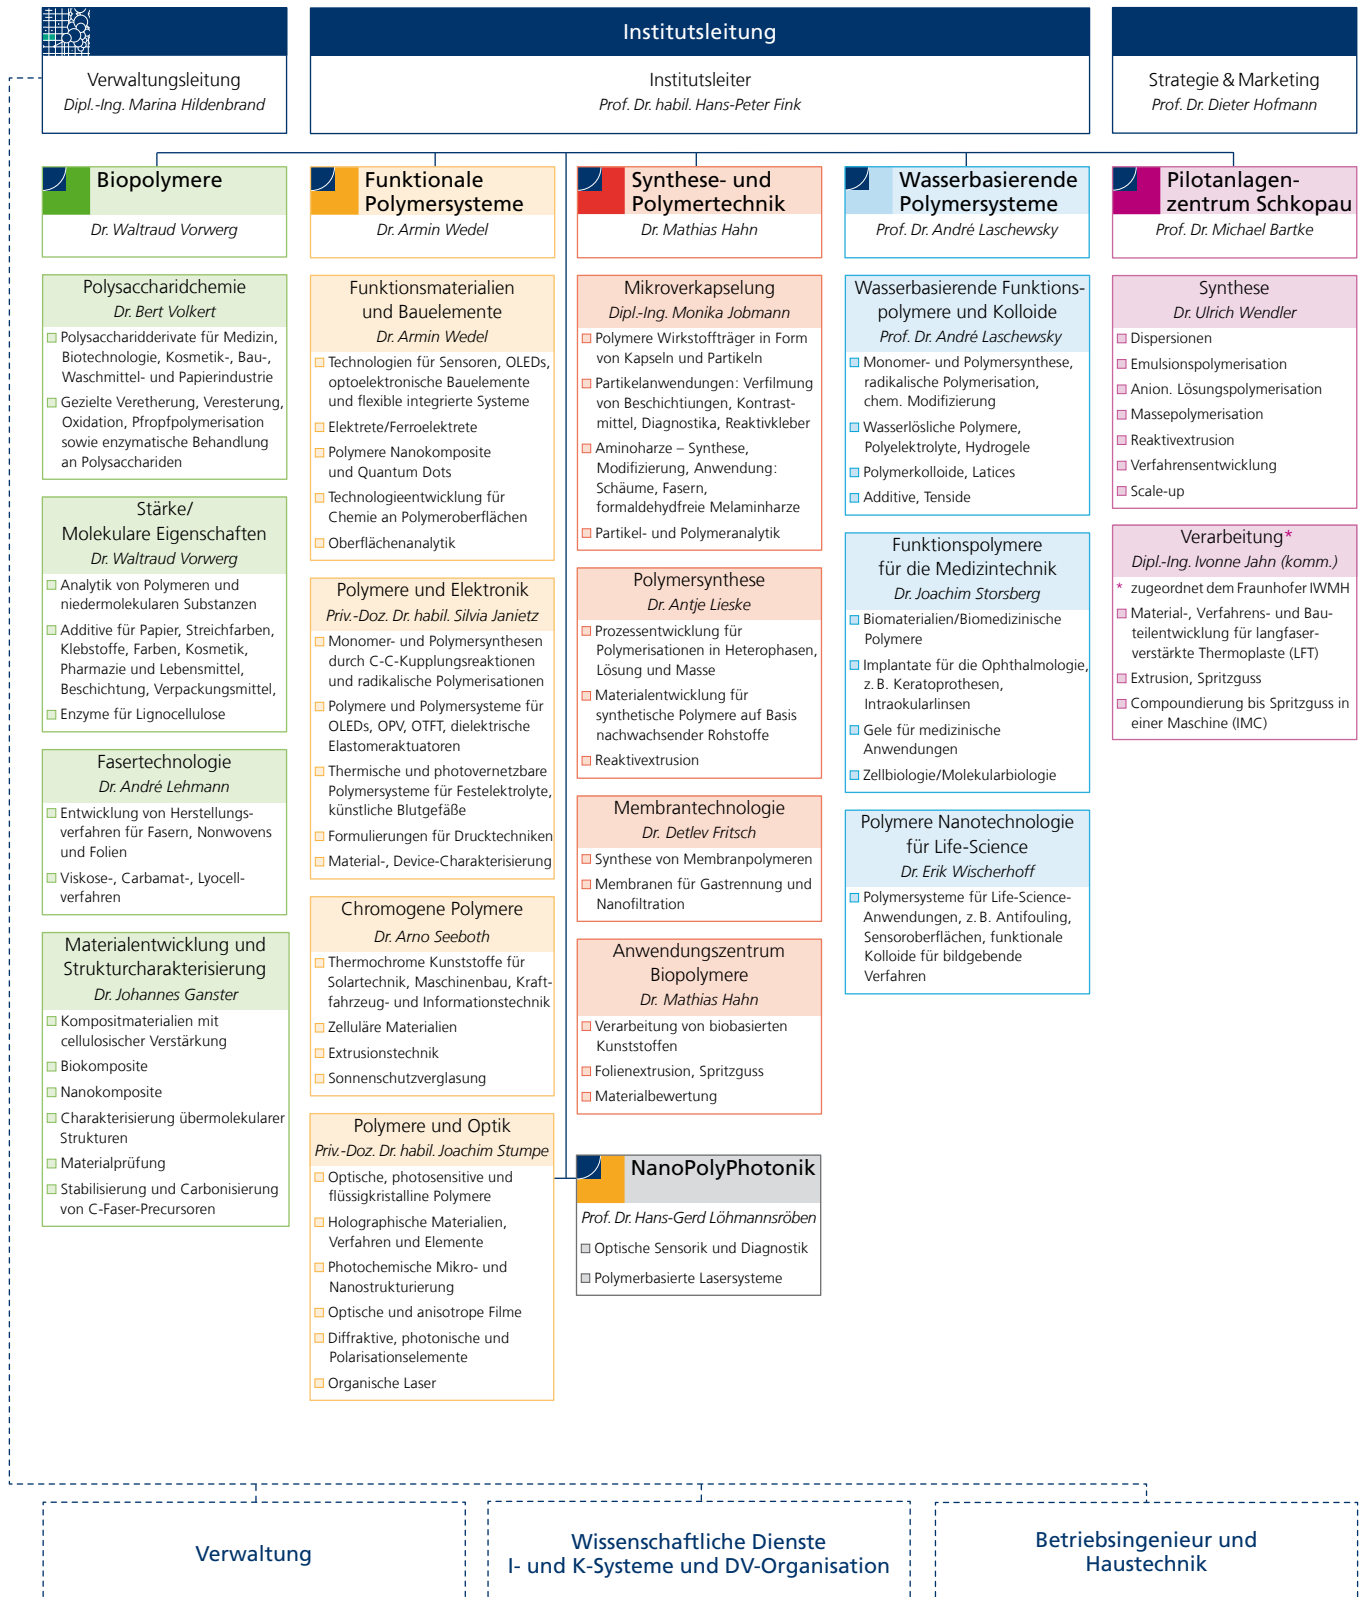 Institutsleitung
Verwaltungsleitung
Dipl.-Ing. Marina Hildenbrand
Institutsleiter
Prof. Dr. habil. Hans-Peter Fink
Strategie & Marketing
Prof. Dr. Dieter Hofmann
Biopolymere
Dr. Waltraud Vorwerg
Polysaccharidchemie
Dr. Bert Volkert
Polysaccharidderivate für Medizin,
Biotechnologie, Kosmetik-, Bau-,
Waschmittel- und Papierindustrie
Gezielte Veretherung, Veresterung,
Oxidation, Pfropfpolymerisation
sowie enzymatische Behandlung
an Polysacchariden
Stärke/
Molekulare Eigenschaften
Dr. Waltraud Vorwerg
Analytik von Polymeren und
niedermolekularen Substanzen
Additive für Papier, Streichfarben,
Klebstoffe, Farben, Kosmetik,
Pharmazie und Lebensmittel,
Beschichtung, Verpackungsmittel,
Enzyme für Lignocellulose
Fasertechnologie
Dr. André Lehmann
Entwicklung von Herstellungs-
verfahren für Fasern, Nonwovens
und Folien
Viskose-, Carbamat-, Lyocell-
verfahren
Materialentwicklung und
Strukturcharakterisierung
Dr. Johannes Ganster
Kompositmaterialien mit
cellulosischer Verstärkung
Biokomposite
Nanokomposite
Charakterisierung übermolekularer
Strukturen
Materialprüfung
Stabilisierung und Carbonisierung
von C-Faser-Precursoren
Funktionale
Polymersysteme
Dr. Armin Wedel
Funktionsmaterialien
und Bauelemente
Dr. Armin Wedel
Technologien für Sensoren, OLEDs,
optoelektronische Bauelemente
und flexible integrierte Systeme
Elektrete/Ferroelektrete
Polymere Nanokomposite
und Quantum Dots
Technologieentwicklung für
Chemie an Polymeroberflächen
Oberflächenanalytik
Polymere und Elektronik
Priv.-Doz. Dr. habil. Silvia Janietz
Monomer- und Polymersynthesen
durch C-C-Kupplungsreaktionen
und radikalische Polymerisationen
Polymere und Polymersysteme für
OLEDs, OPV, OTFT, dielektrische
Elastomeraktuatoren
Thermische und photovernetzbare
Polymersysteme für Festelektrolyte,
künstliche Blutgefäße
Formulierungen für Drucktechniken
Material-, Device-Charakterisierung
Chromogene Polymere
Dr. Arno Seeboth
Thermochrome Kunststoffe für
Solartechnik, Maschinenbau, Kraft-
fahrzeug- und Informationstechnik
Zelluläre Materialien
Extrusionstechnik
Sonnenschutzverglasung
Polymere und Optik
Priv.-Doz. Dr. habil. Joachim Stumpe
Optische, photosensitive und
flüssigkristalline Polymere
Holographische Materialien,
Verfahren und Elemente
Photochemische Mikro- und
Nanostrukturierung
Optische und anisotrope Filme
Diffraktive, photonische und
Polarisationselemente
Organische Laser
Synthese- und
Polymertechnik
Dr. Mathias Hahn
Mikroverkapselung
Dipl.-Ing. Monika Jobmann
Polymere Wirkstoffträger in Form
von Kapseln und Partikeln
Partikelanwendungen: Verfilmung
von Beschichtiungen, Kontrast-
mittel, Diagnostika, Reaktivkleber
Aminoharze – Synthese,
Modifizierung, Anwendung:
Schäume, Fasern,
formaldehydfreie Melaminharze
Partikel- und Polymeranalytik
Polymersynthese
Dr. Antje Lieske
Prozessentwicklung für
Polymerisationen in Heterophasen,
Lösung und Masse
Materialentwicklung für
synthetische Polymere auf Basis
nachwachsender Rohstoffe
Reaktivextrusion
Membrantechnologie
Dr. Detlev Fritsch
Synthese von Membranpolymeren
Membranen für Gastrennung und
Nanofiltration
Anwendungszentrum
Biopolymere
Dr. Mathias Hahn
Verarbeitung von biobasierten
Kunststoffen
Folienextrusion, Spritzguss
Materialbewertung
NanoPolyPhotonik
Prof. Dr. Hans-Gerd Löhmannsröben
Optische Sensorik und Diagnostik
Polymerbasierte Lasersysteme
Wasserbasierende
Polymersysteme
Prof. Dr. André Laschewsky
Wasserbasierende Funktions-
polymere und Kolloide
Prof. Dr. André Laschewsky
Monomer- und Polymersynthese,
radikalische Polymerisation,
chem. Modifizierung
Wasserlösliche Polymere,
Polyelektrolyte, Hydrogele
Polymerkolloide, Latices
Additive, Tenside
Funktionspolymere
für die Medizintechnik
Dr. Joachim Storsberg
Biomaterialien/Biomedizinische
Polymere
Implantate für die Ophthalmologie,
z. B. Keratoprothesen,
Intraokularlinsen
Gele für medizinische
Anwendungen
Zellbiologie/Molekularbiologie
Polymere Nanotechnologie
für Life-Science
Dr. Erik Wischerhoff
Polymersysteme für Life-Science-
Anwendungen, z. B. Antifouling,
Sensoroberflächen, funktionale
Kolloide für bildgebende
Verfahren
Pilotanlagen-
zentrum Schkopau
Prof. Dr. Michael Bartke
Synthese
Dr. Ulrich Wendler
Dispersionen
Emulsionspolymerisation
Anion. Lösungspolymerisation
Massepolymerisation
Reaktivextrusion
Verfahrensentwicklung
Scale-up
Verarbeitung*
Dipl.-Ing. Ivonne Jahn (komm.)
* zugeordnet dem Fraunhofer IWMH
Material-, Verfahrens- und Bau-
teilentwicklung für langfaser-
verstärkte Thermoplaste (LFT)
Extrusion, Spritzguss
Compoundierung bis Spritzguss in
einer Maschine (IMC)
Verwaltung
Wissenschaftliche Dienste
I- und K-Systeme und DV-Organisation
Betriebsingenieur und
Haustechnik